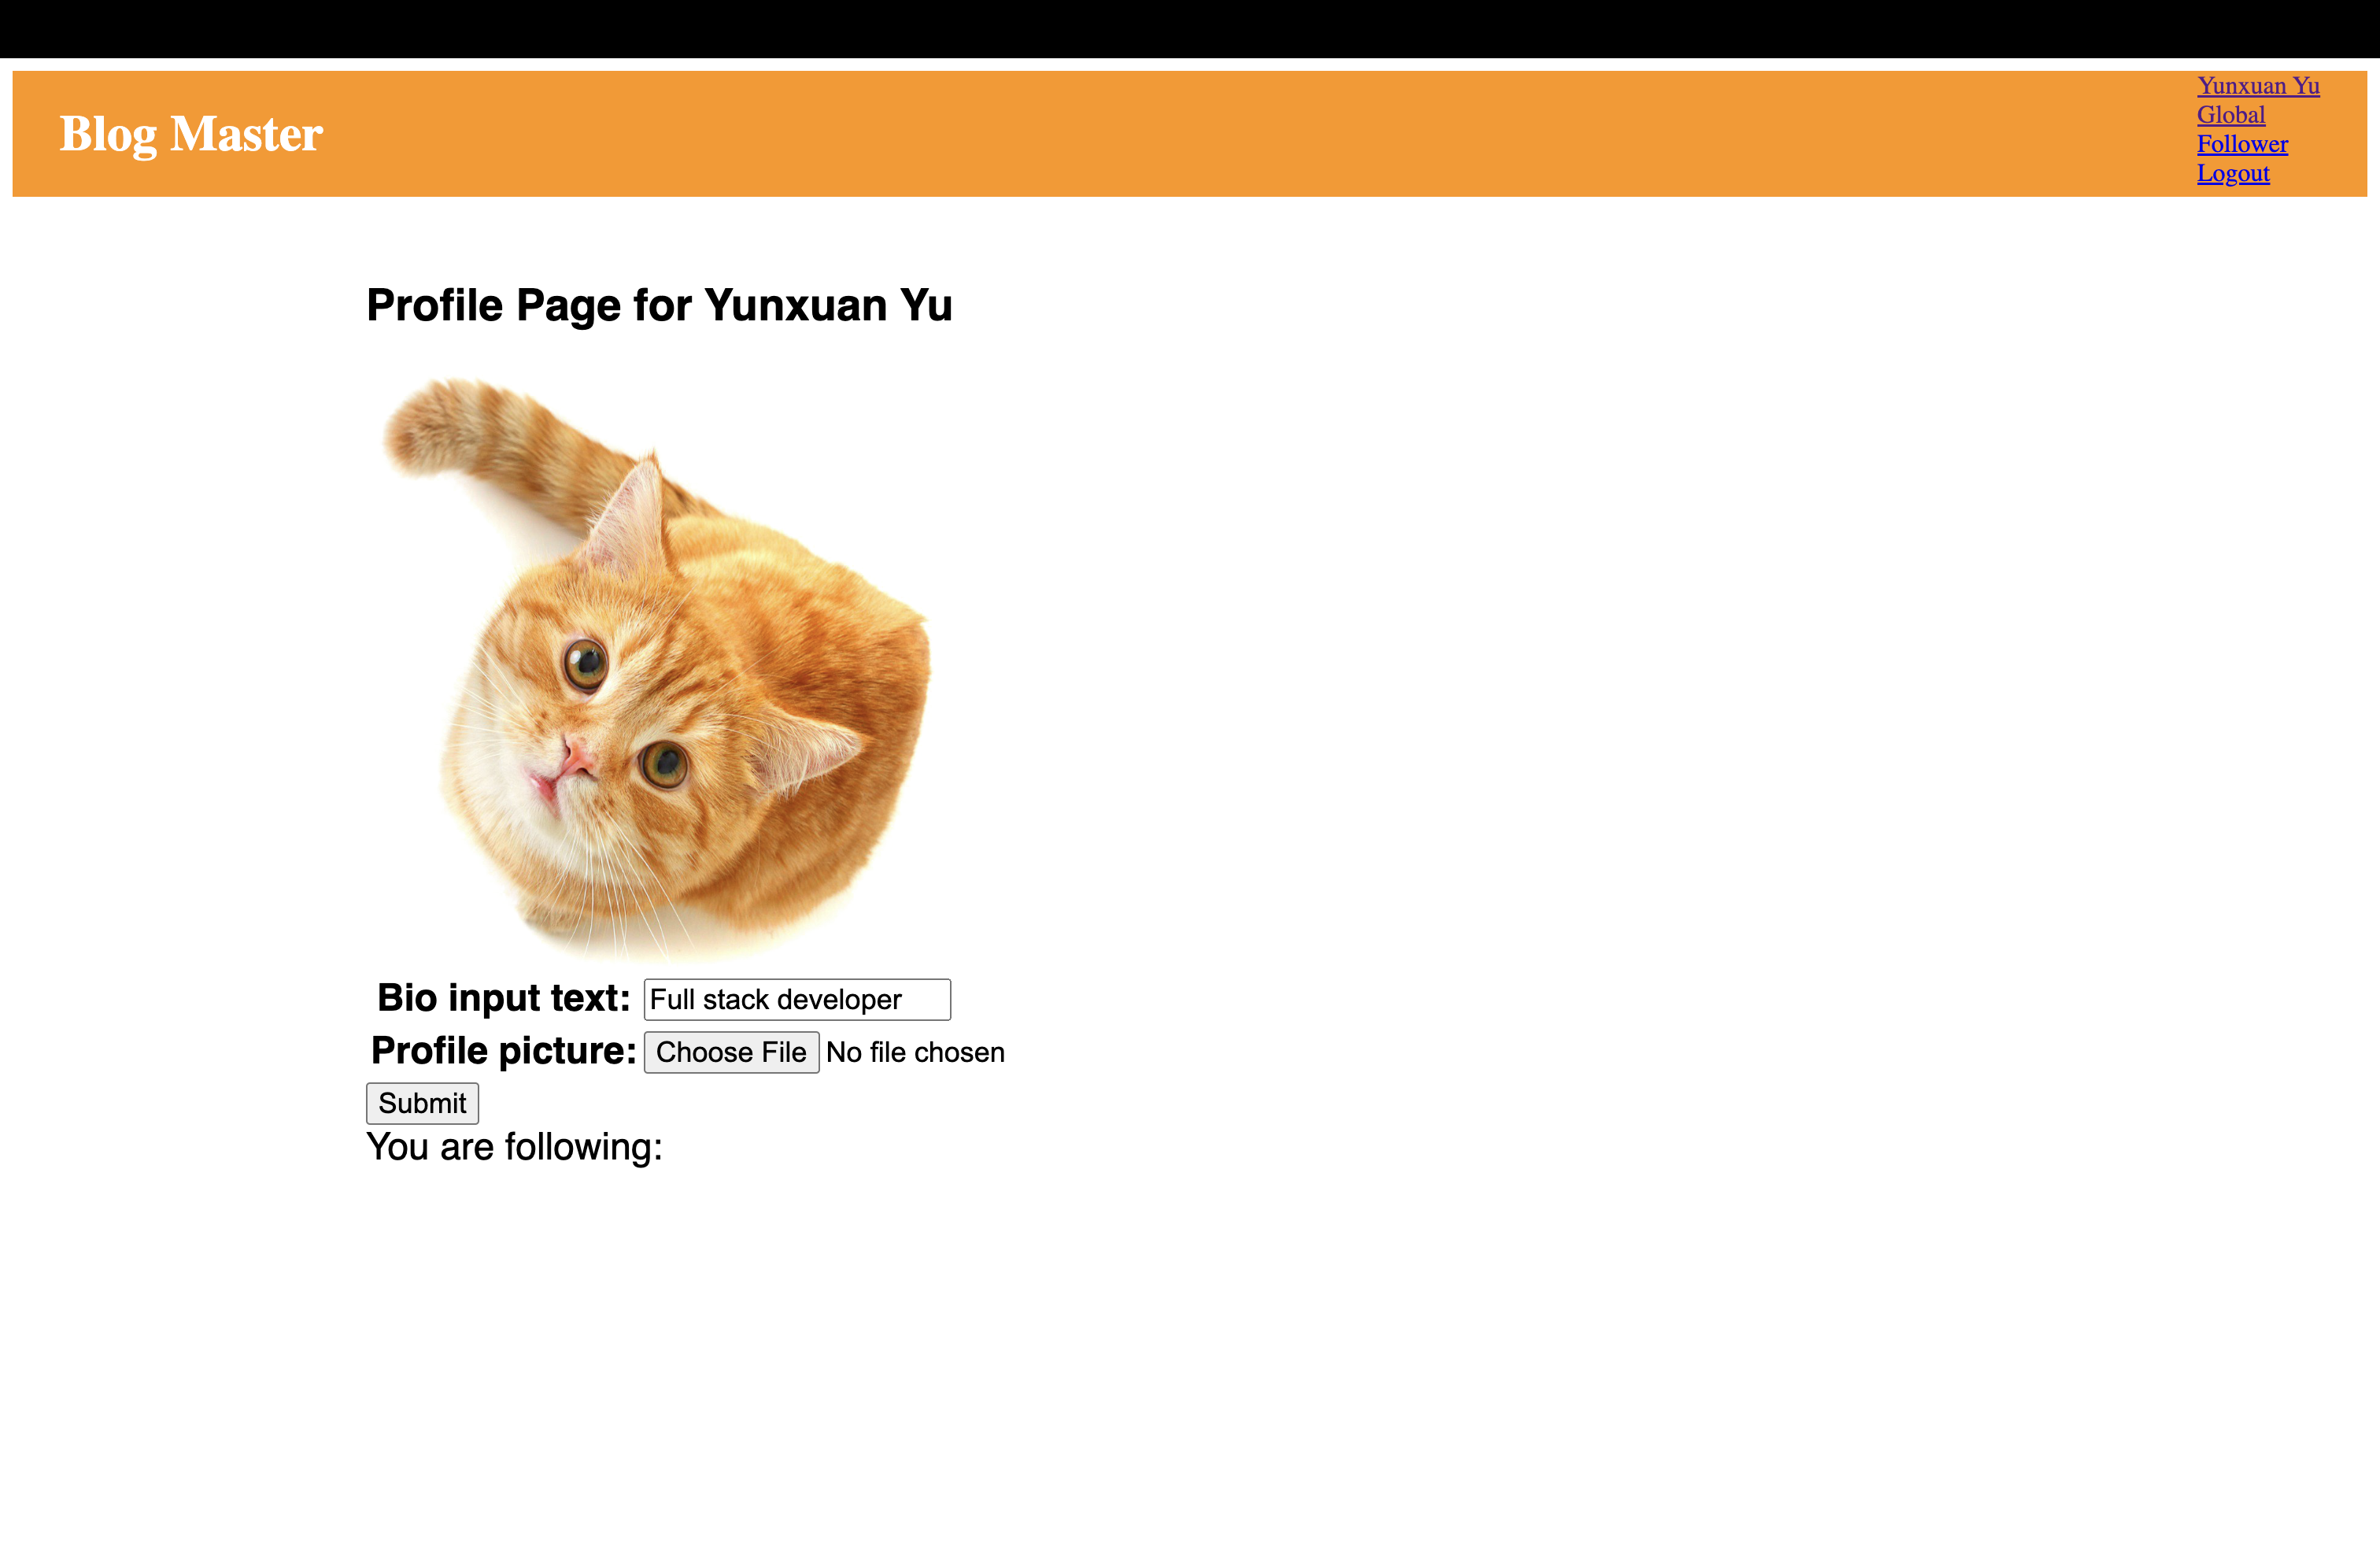 Blog Master
Yunxuan Yu
Global
Follower
Logout
Profile Page for Yunxuan Yu
Bio input text: Full stack developer
Profile picture: Choose File No file chosen
Submit
You are following: